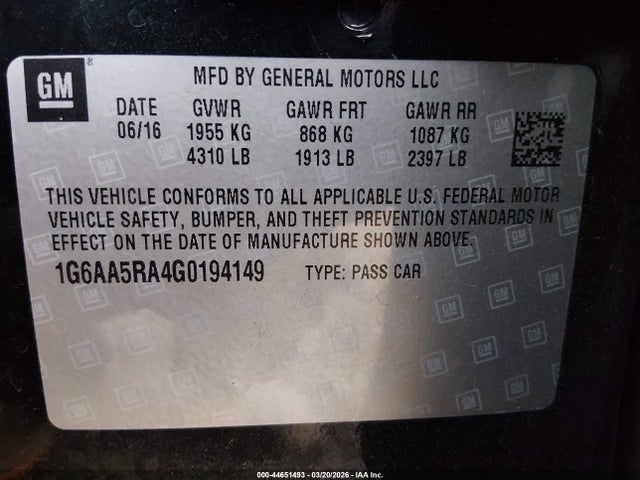 GM
MFD BY GENERAL MOTORS LLC
DATE GVWR GAWR FRT GAWR RR
06/16 1955 KG 868 KG 1087 KG
4310 LB 1913 LB 2397 LB
THIS VEHICLE CONFORMS TO ALL APPLICABLE U.S. FEDERAL MOTOR
VEHICLE SAFETY, BUMPER, AND THEFT PREVENTION STANDARDS IN
EFFECT ON THE DATE OF MANUFACTURE SHOWN ABOVE.
1G6AA5RA4G0194149 TYPE: PASS CAR
000-44651493 - 03/20/2026 - IAA Inc.